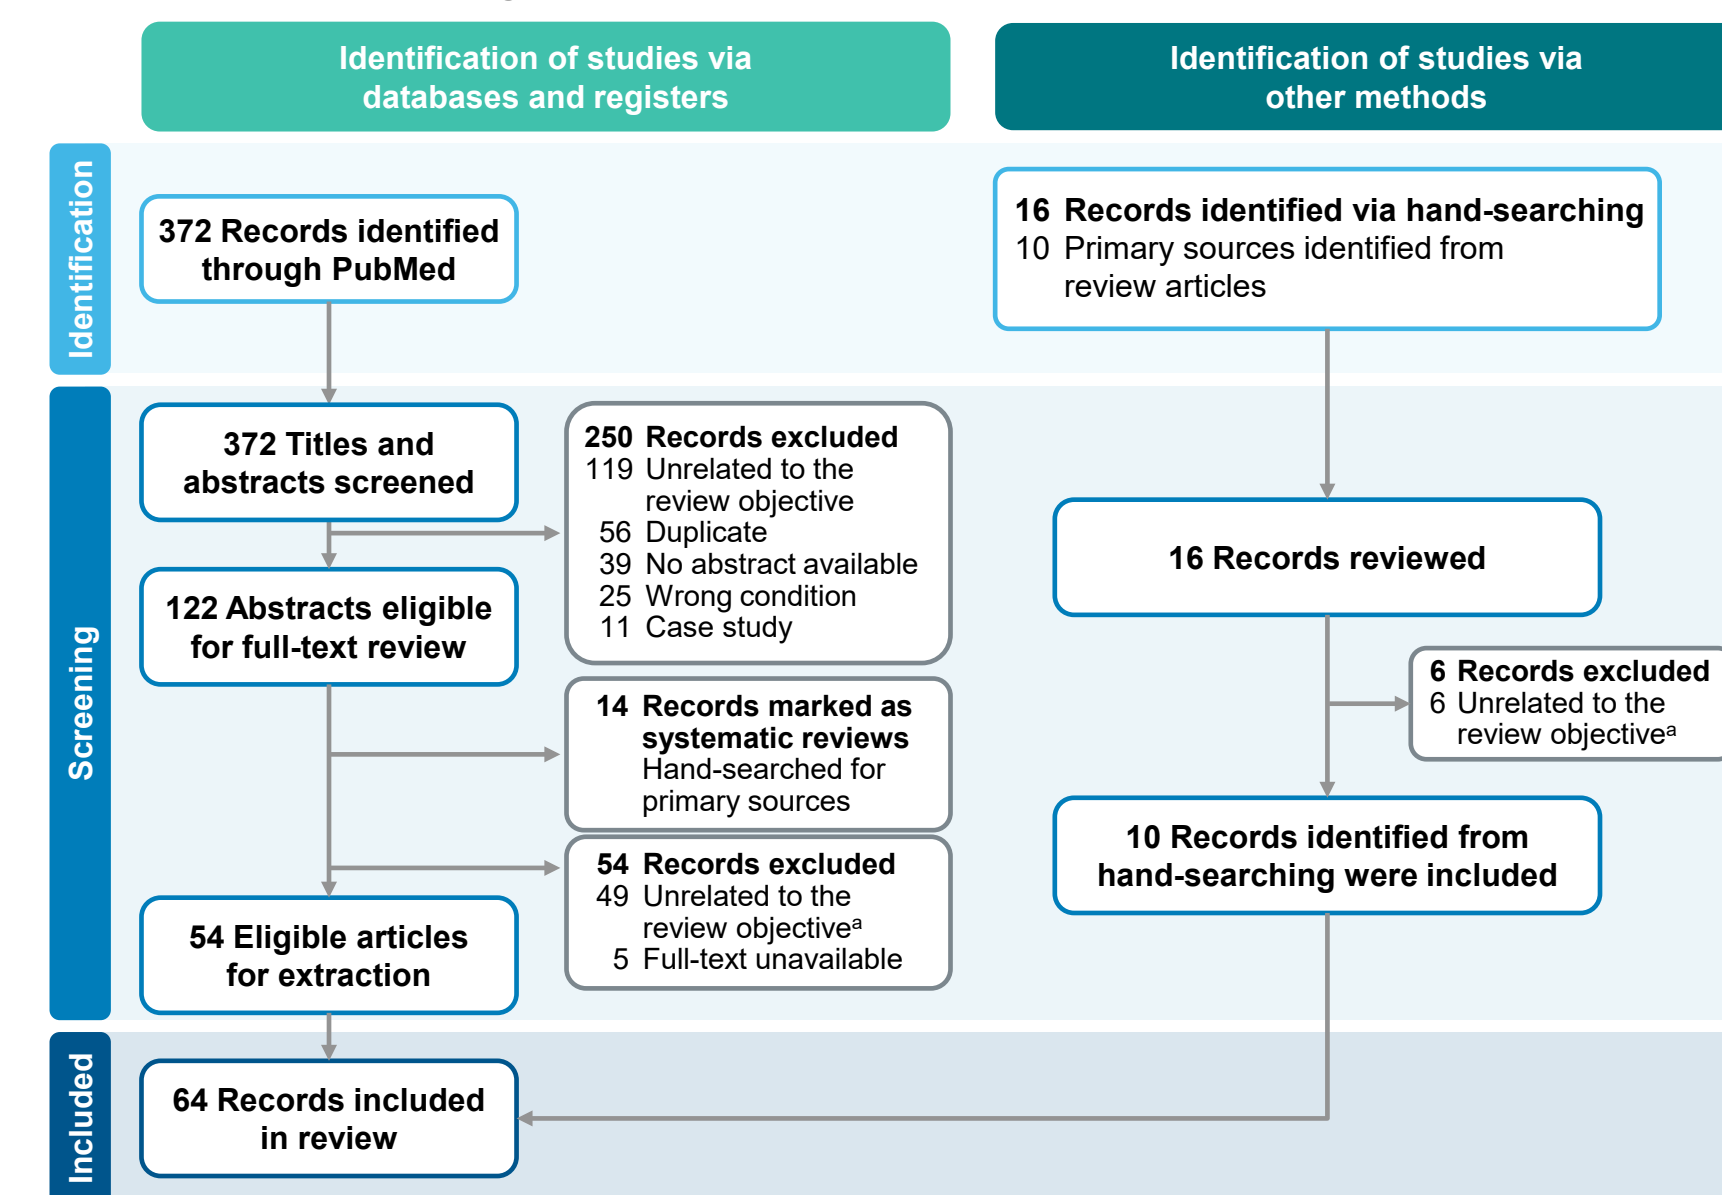 Identification of studies via
databases and registers
Identification of studies via
other methods
Identification
372 Records identified
through PubMed
16 Records identified via hand-searching
10 Primary sources identified from
review articles
Screening
372 Titles and
abstracts screened
250 Records excluded
119 Unrelated to the
review objective
56 Duplicate
39 No abstract available
25 Wrong condition
11 Case study
122 Abstracts eligible
for full-text review
14 Records marked as
systematic reviews
Hand-searched for
primary sources
54 Records excluded
49 Unrelated to the
review objectiveᵃ
5 Full-text unavailable
54 Eligible articles
for extraction
16 Records reviewed
6 Records excluded
6 Unrelated to the
review objectiveᵃ
10 Records identified from
hand-searching were included
Included
64 Records included
in review